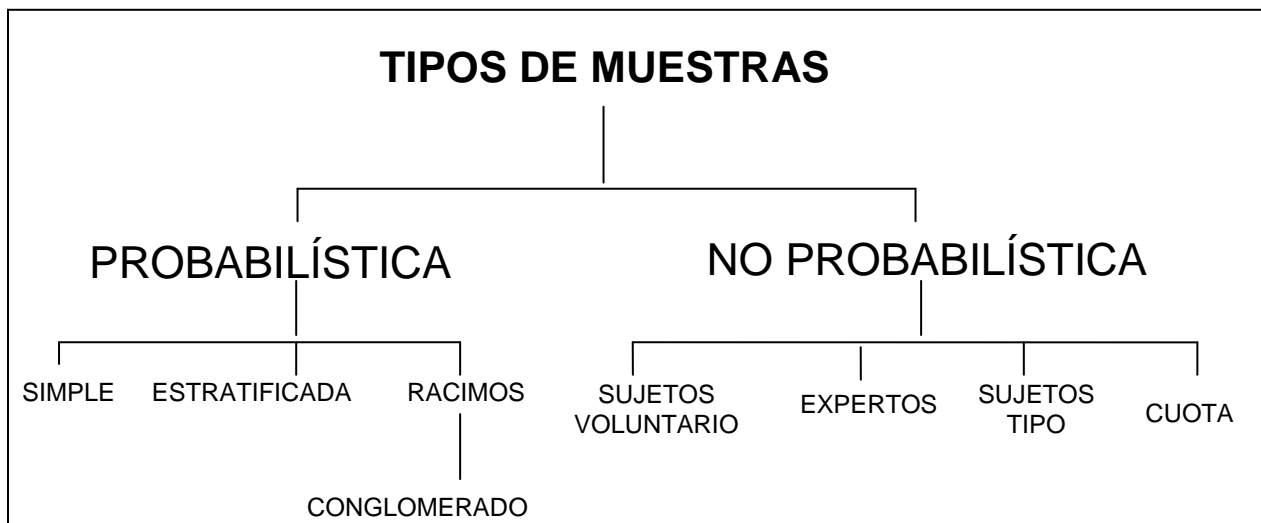 TIPOS DE MUESTRAS
PROBABILÍSTICA
NO PROBABILÍSTICA
SIMPLE
ESTRATIFICADA
RACIMOS
CONGLOMERADO
SUJETOS
VOLUNTARIO
EXPERTOS
SUJETOS
TIPO
CUOTA